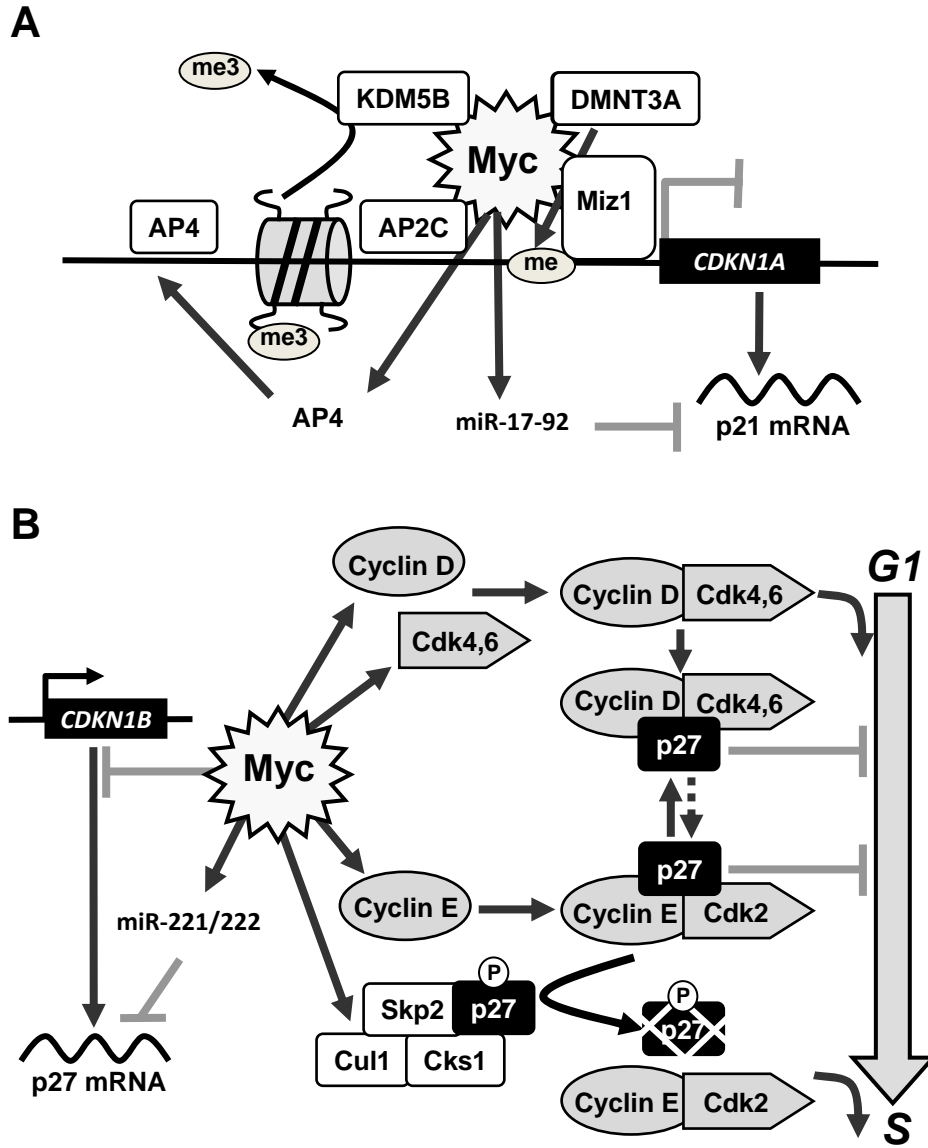 A
me3
KDM5B
DMNT3A
Myc
Miz1
AP4
AP2C
me
CDKN1A
me3
AP4
miR-17-92
p21 mRNA
B
Cyclin D
G1
Cyclin D Cdk4,6
Cdk4,6
Cyclin D Cdk4,6
CDKN1B
p27
Myc
p27
miR-221/222
Cyclin E
Cyclin E Cdk2
P
P
Skp2 p27
p27
Cul1 Cks1
p27 mRNA
Cyclin E Cdk2
S